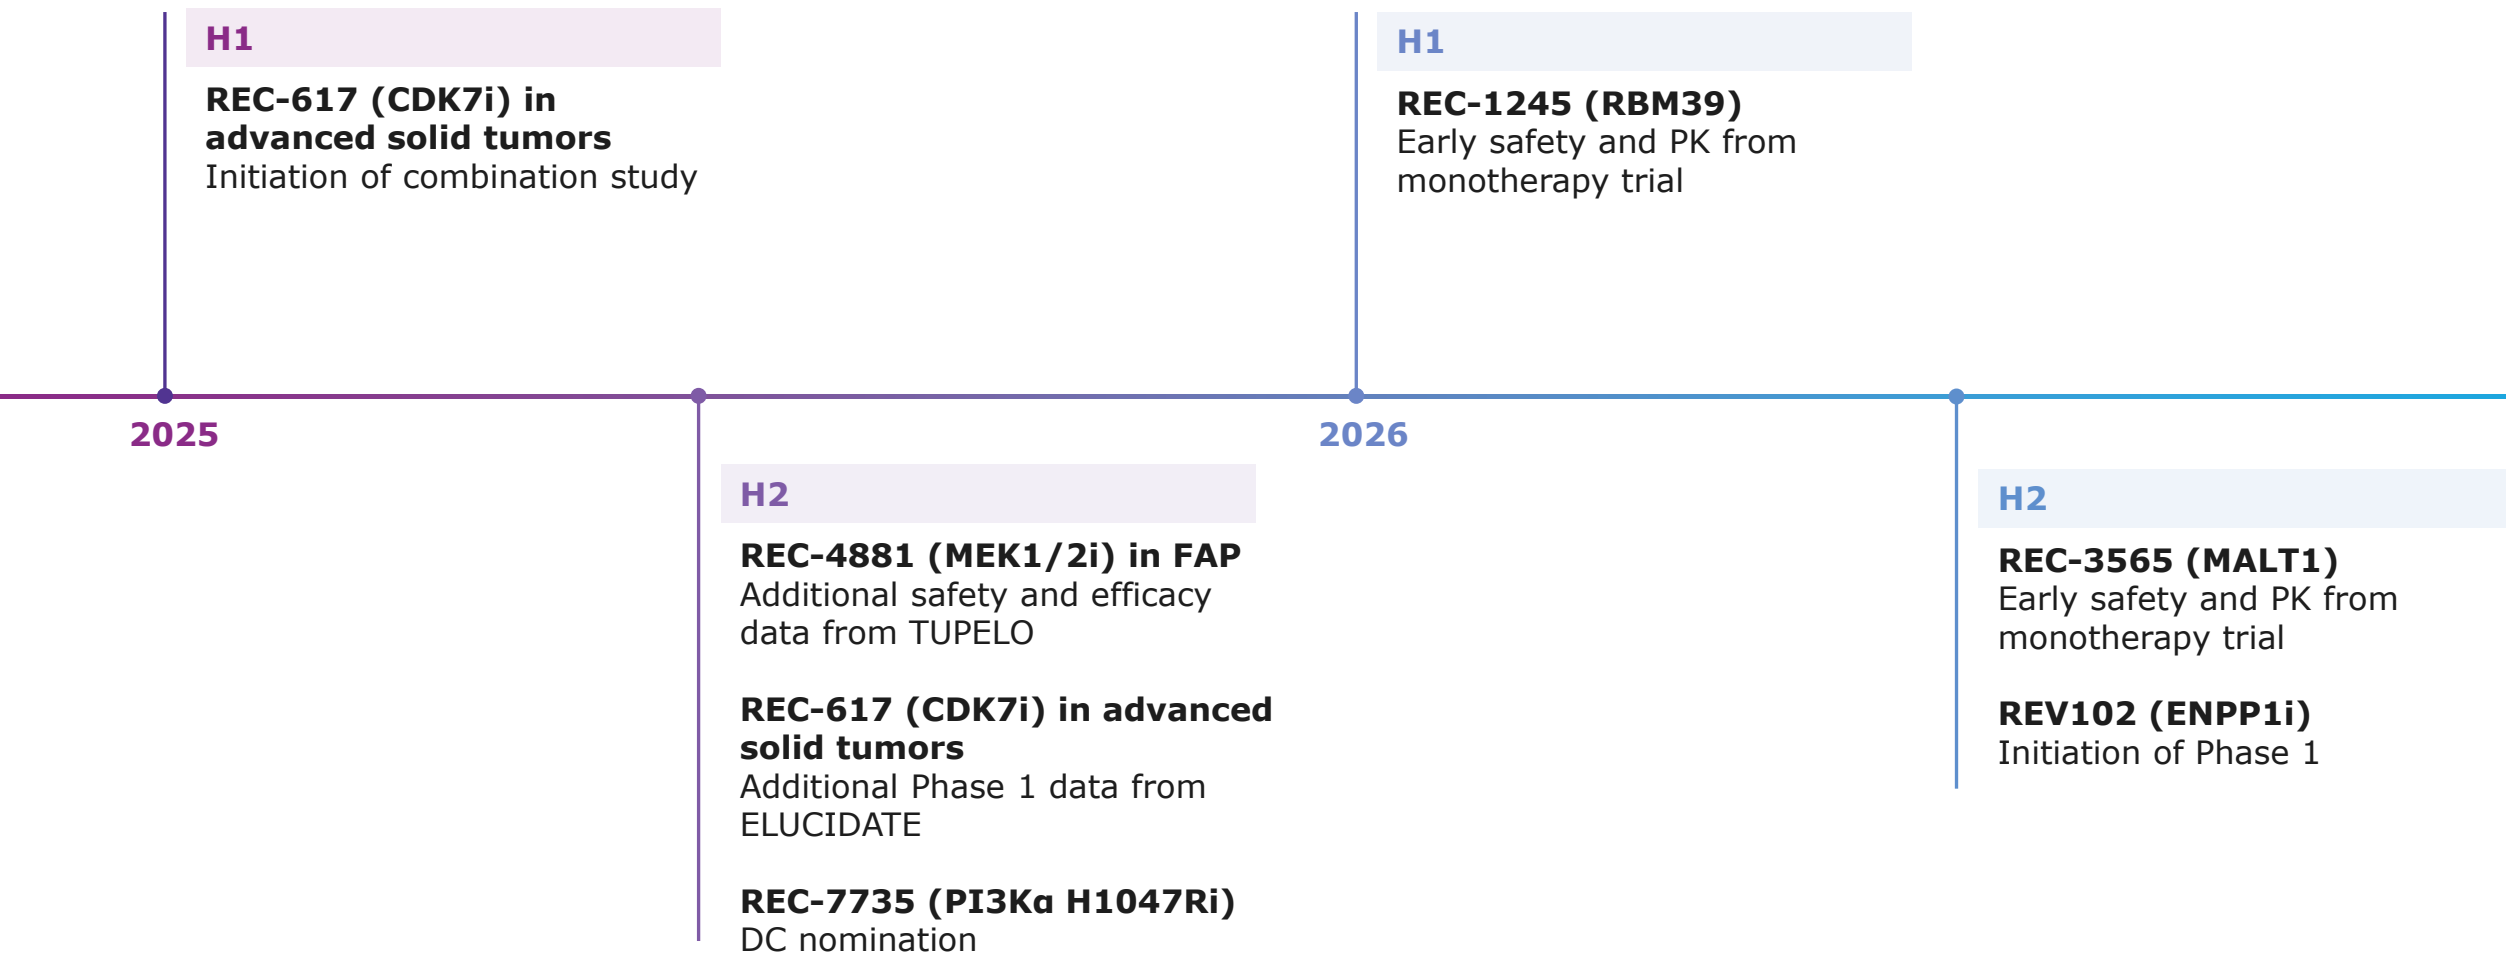 H1
REC-617 (CDK7i) in
advanced solid tumors
Initiation of combination study
H1
REC-1245 (RBM39)
Early safety and PK from
monotherapy trial
2025
2026
H2
REC-4881 (MEK1/2i) in FAP
Additional safety and efficacy
data from TUPELO
REC-617 (CDK7i) in advanced
solid tumors
Additional Phase 1 data from
ELUCIDATE
REC-7735 (PI3Kα H1047Ri)
DC nomination
H2
REC-3565 (MALT1)
Early safety and PK from
monotherapy trial
REV102 (ENPP1i)
Initiation of Phase 1